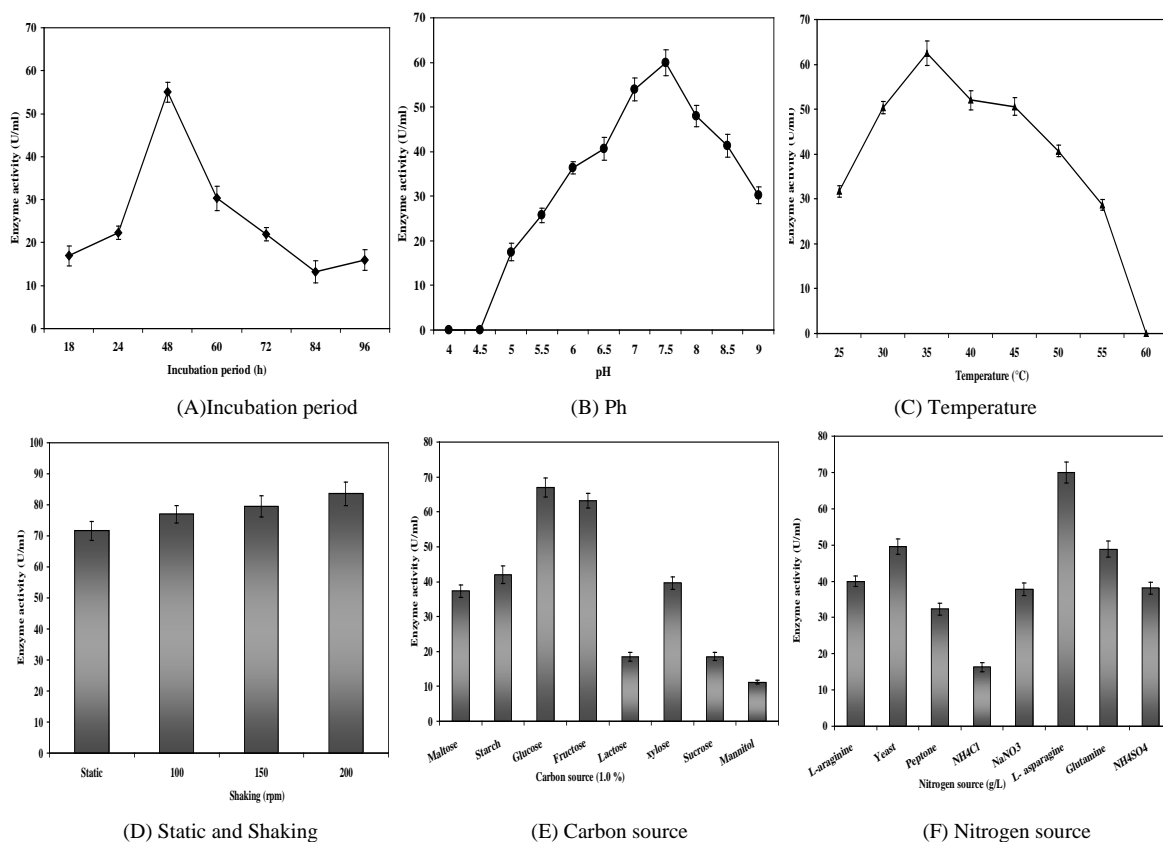 70
60
50
40
30
20
10
0
Enzyme activity (U/ml)
18 24 48 60 72 84 96
Incubation period (h)
(A)Incubation period
70
60
50
40
30
20
10
0
Enzyme activity (U/ml)
4 4.5 5 5.5 6 6.5 7 7.5 8 8.5 9
pH
(B) Ph
70
60
50
40
30
20
10
0
Enzyme activity (U/ml)
25 30 35 40 45 50 55 60
Temperature (°C)
(C) Temperature
100
90
80
70
60
50
40
30
20
10
0
Enzyme activity (U/ml)
Static 100 150 200
Shaking (rpm)
(D) Static and Shaking
80
70
60
50
40
30
20
10
0
Enzyme activity (U/ml)
Maltose Starch Glucose Fructose Lactose xylose Sucrose Mannitol
Carbon source (1.0 %)
(E) Carbon source
80
70
60
50
40
30
20
10
0
Enzyme activity (U/ml)
L-araginine Yeast Peptone NH4Cl NaNO3 L- asparagine Glutamine NH4SO4
Nitrogen source (g/L)
(F) Nitrogen source